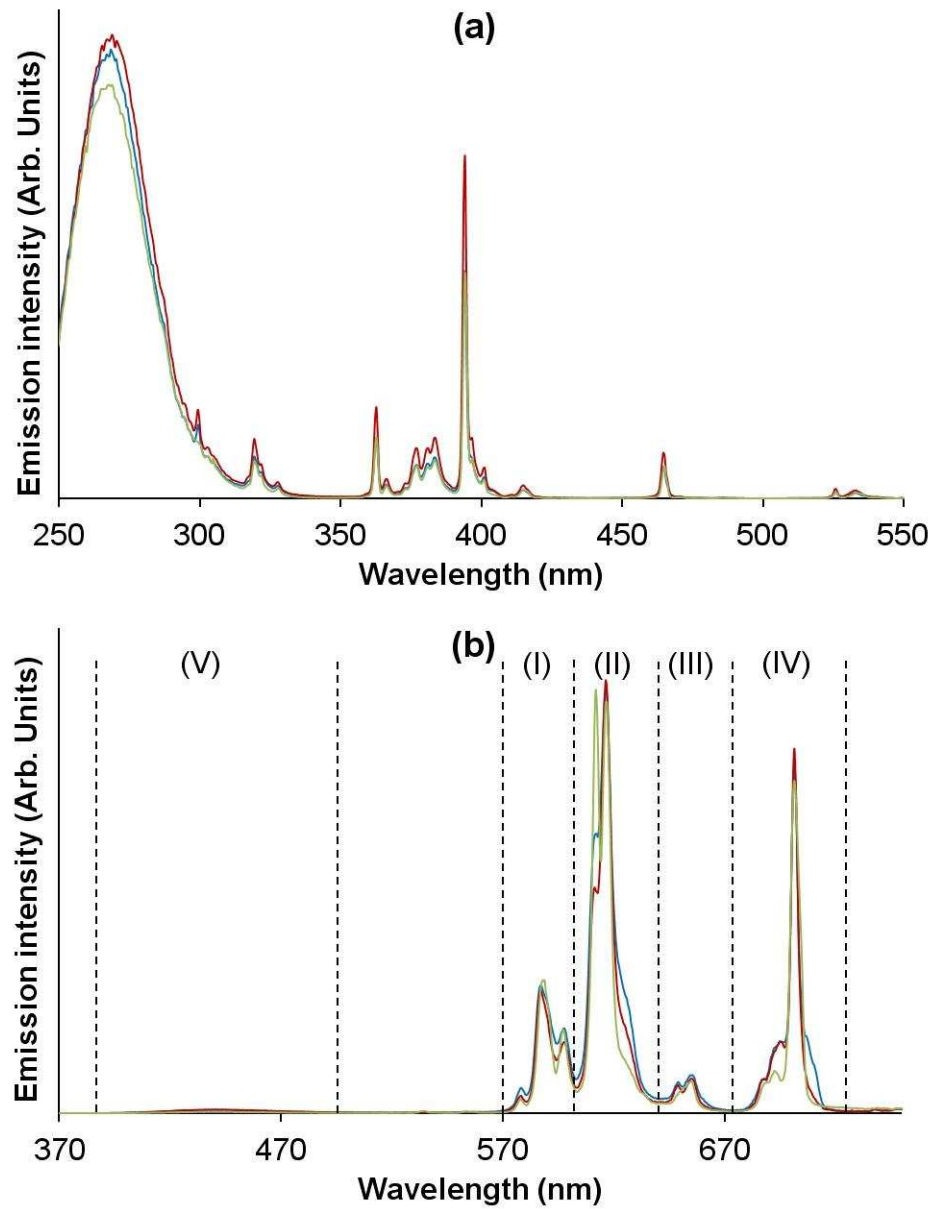 (a)
Emission intensity (Arb. Units)
250 300 350 400 450 500 550
Wavelength (nm)
(b)
(V) (I) (II) (III) (IV)
Emission intensity (Arb. Units)
370 470 570 670
Wavelength (nm)